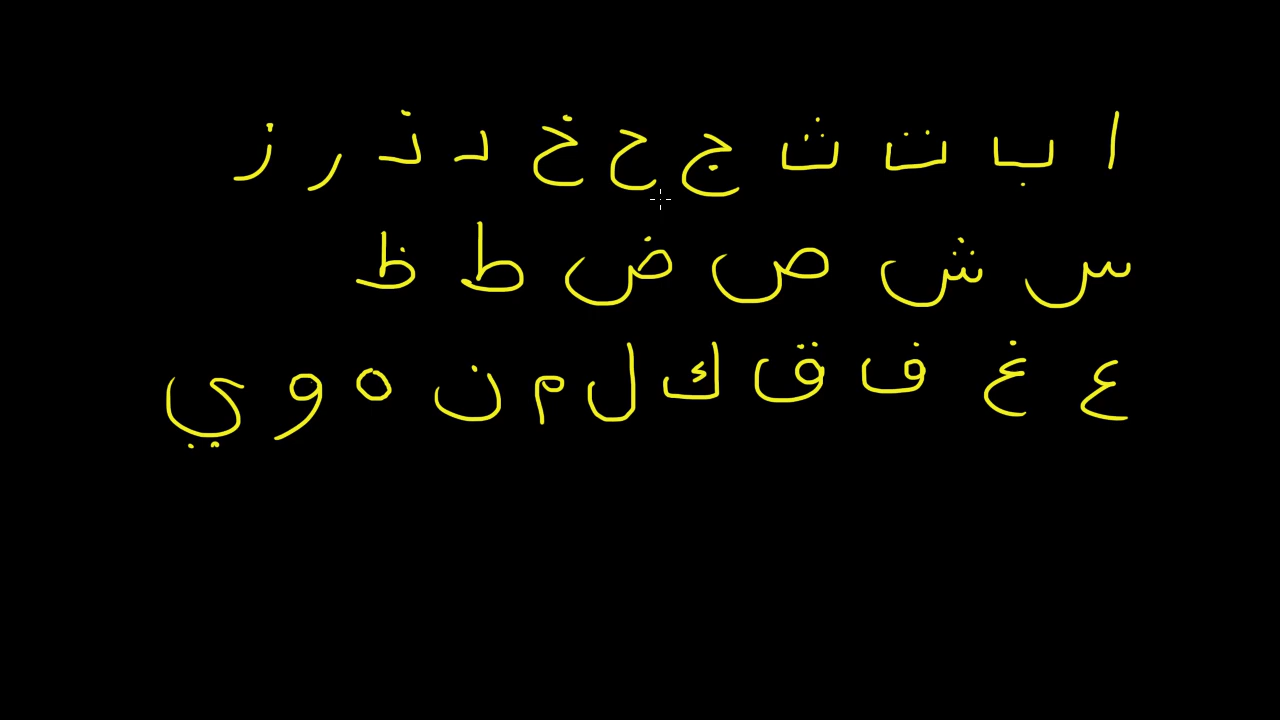 ا ب ت ث ج ح خ د ذ ر ز
س ش ص ض ط ظ
ع غ ف ق ك ل م ن ه و ي